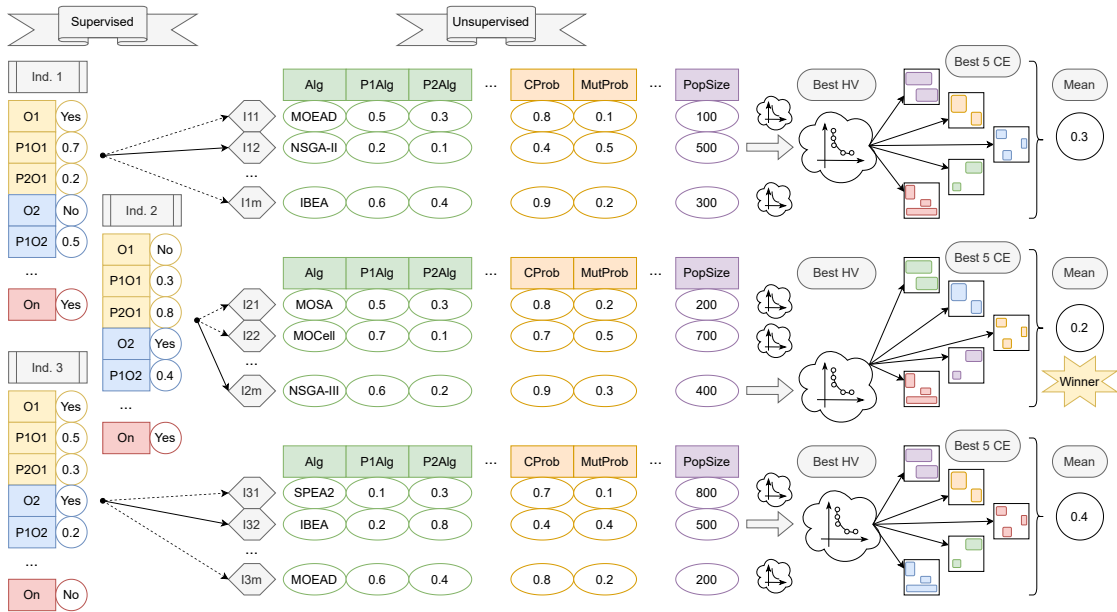 Supervised
Unsupervised
Ind. 1
O1 Yes
P1O1 0.7
P2O1 0.2
O2 No
P1O2 0.5
...
On Yes
Ind. 2
O1 No
P1O1 0.3
P2O1 0.8
O2 Yes
P1O2 0.4
...
On Yes
Ind. 3
O1 Yes
P1O1 0.5
P2O1 0.3
O2 Yes
P1O2 0.2
...
On No
Alg P1Alg P2Alg ... CProb MutProb ... PopSize
I11 MOEAD 0.5 0.3 0.8 0.1 100
I12 NSGA-II 0.2 0.1 0.4 0.5 500
...
I1m IBEA 0.6 0.4 0.9 0.2 300
Best HV
Best 5 CE
Mean
0.3
Alg P1Alg P2Alg ... CProb MutProb ... PopSize
I21 MOSA 0.5 0.3 0.8 0.2 200
I22 MOCell 0.7 0.1 0.7 0.5 700
...
I2m NSGA-III 0.6 0.2 0.9 0.3 400
Best HV
Best 5 CE
Mean
0.2
Winner
Alg P1Alg P2Alg ... CProb MutProb ... PopSize
I31 SPEA2 0.1 0.3 0.7 0.1 800
I32 IBEA 0.2 0.8 0.4 0.4 500
...
I3m MOEAD 0.6 0.4 0.8 0.2 200
Best HV
Best 5 CE
Mean
0.4